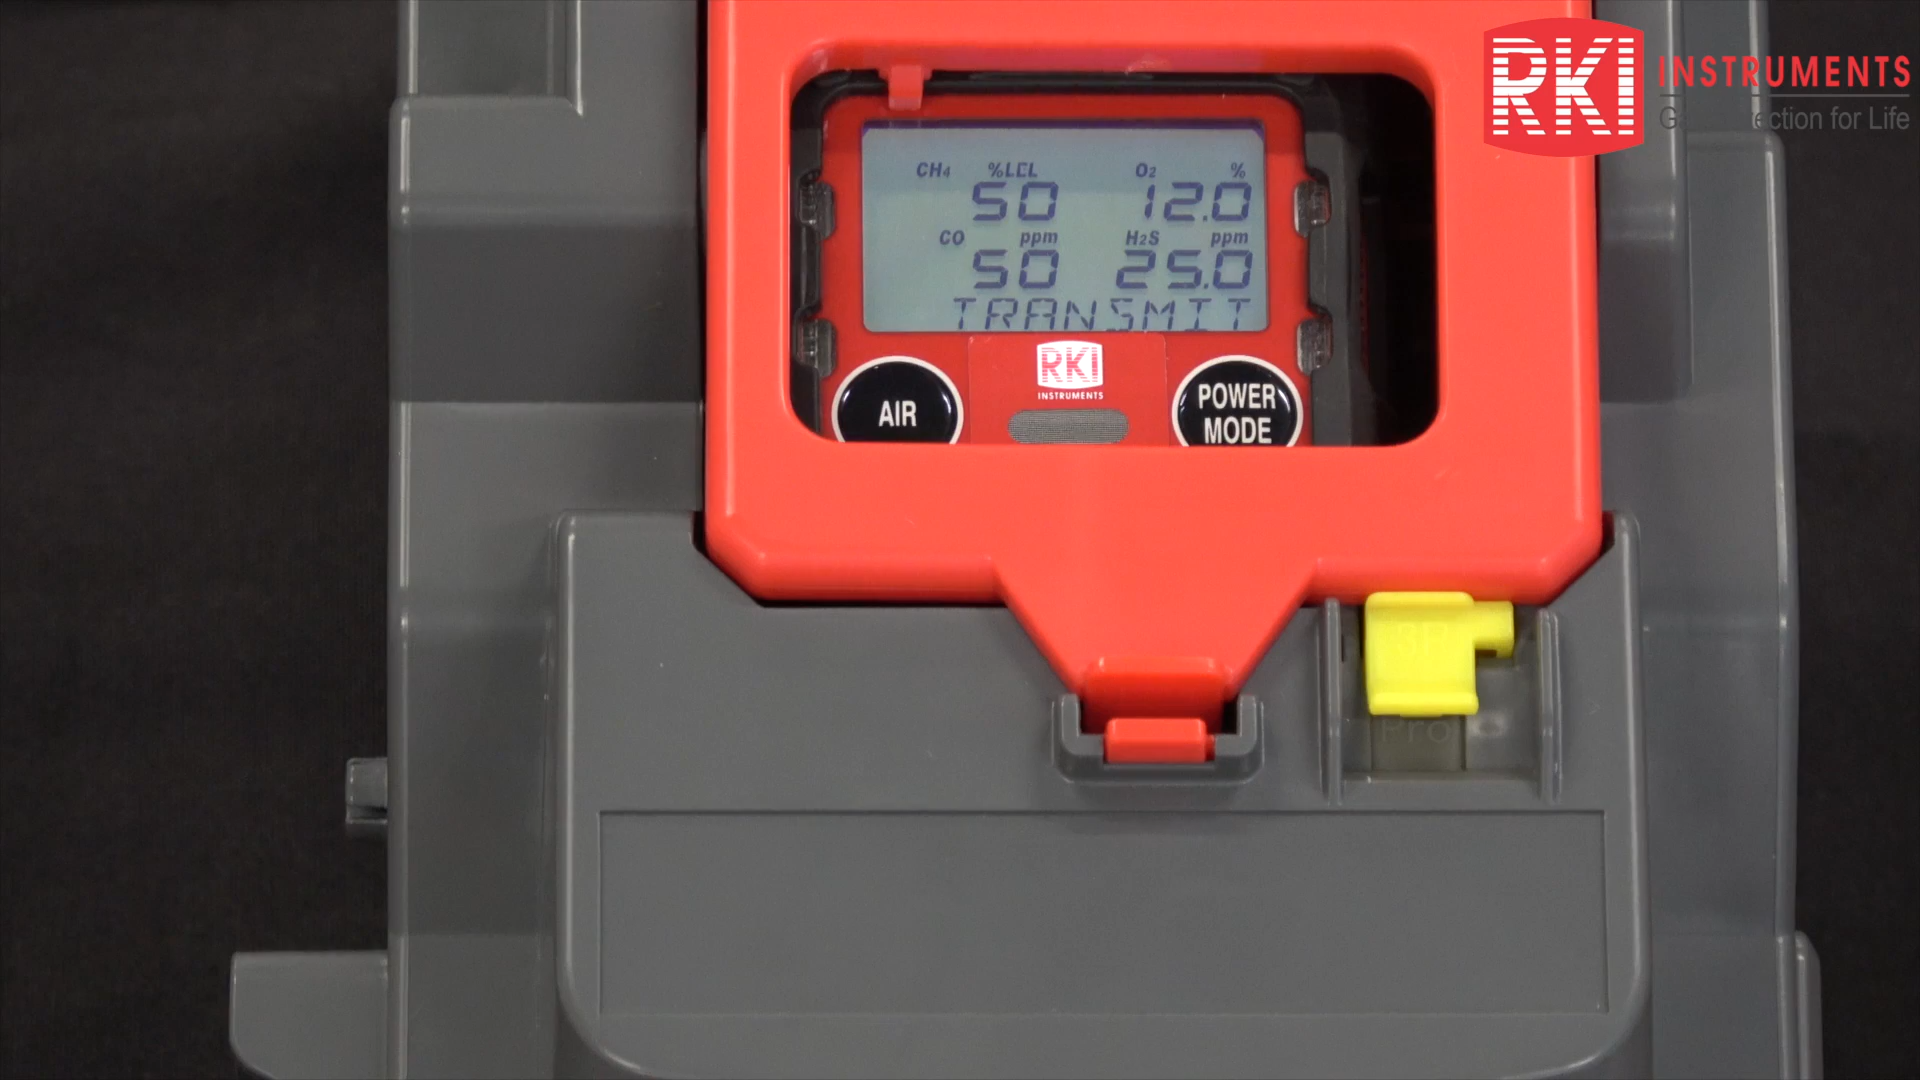 RKI INSTRUMENTS
for Life
CH4 %LEL O2 %
50 12.0
CO ppm H2S ppm
50 25.0
TRANSMIT
RKI
INSTRUMENTS
AIR
POWER
MODE
Pro